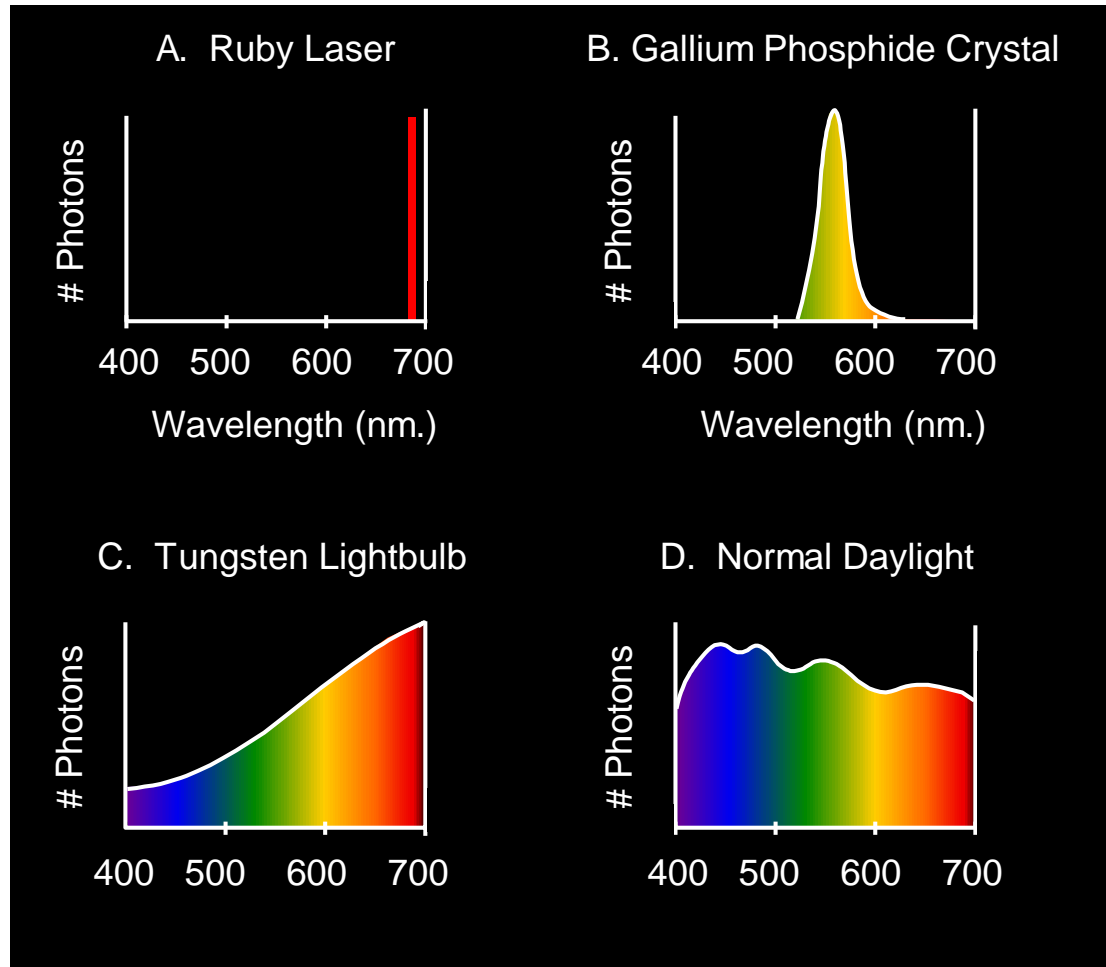 A. Ruby Laser
# Photons
400 500 600 700
Wavelength (nm.)
B. Gallium Phosphide Crystal
# Photons
400 500 600 700
Wavelength (nm.)
C. Tungsten Lightbulb
# Photons
400 500 600 700
D. Normal Daylight
# Photons
400 500 600 700